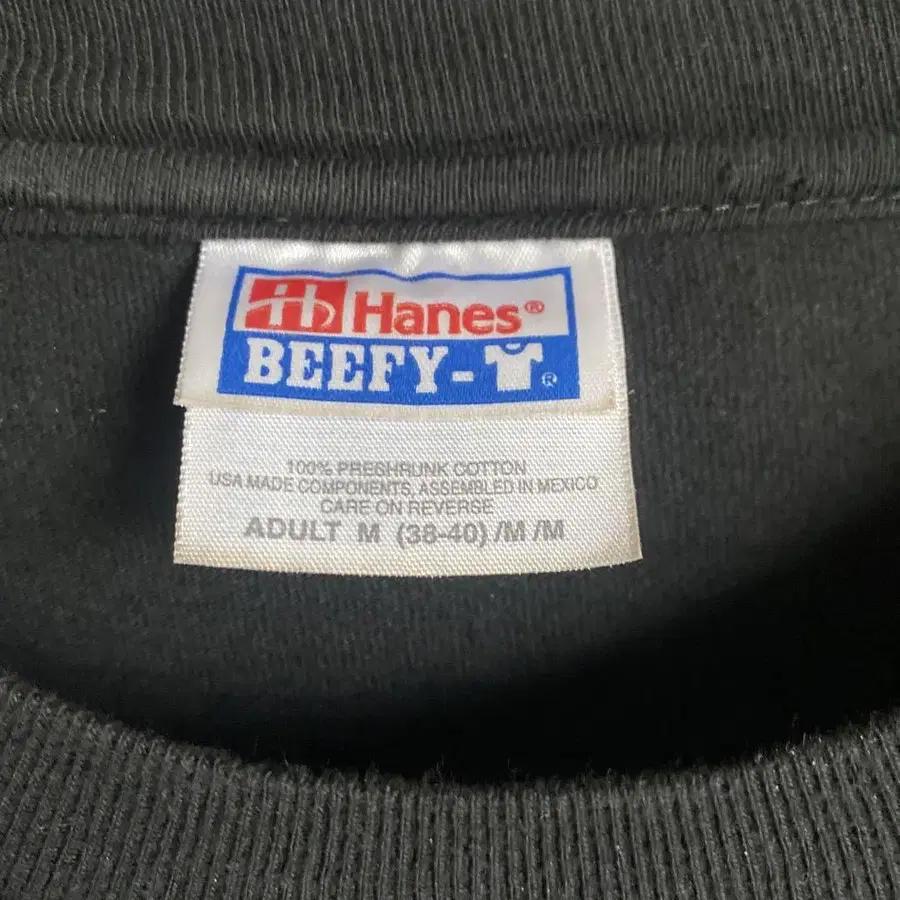 Hanes®
BEEFY-T®
100% PRESHRUNK COTTON
USA MADE COMPONENTS, ASSEMBLED IN MEXICO
CARE ON REVERSE
ADULT M (38-40) /M /M